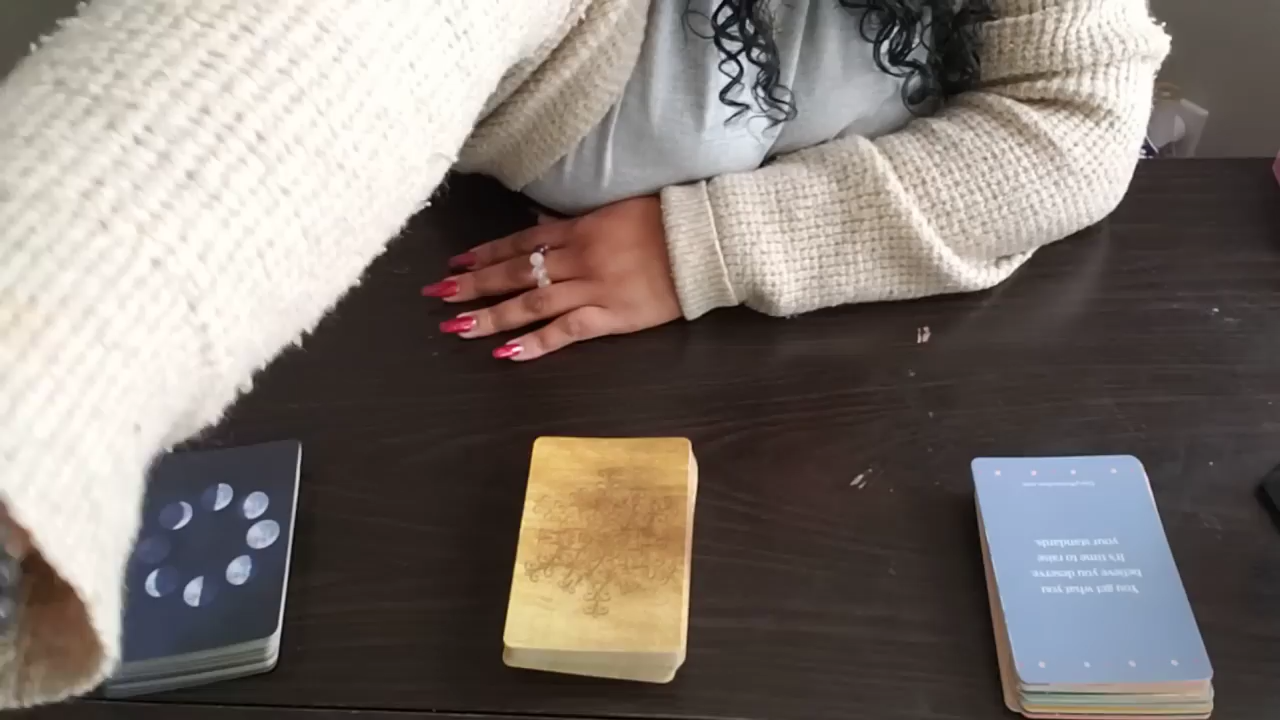 You get what you
believe you deserve.
It's time to raise
your standards.